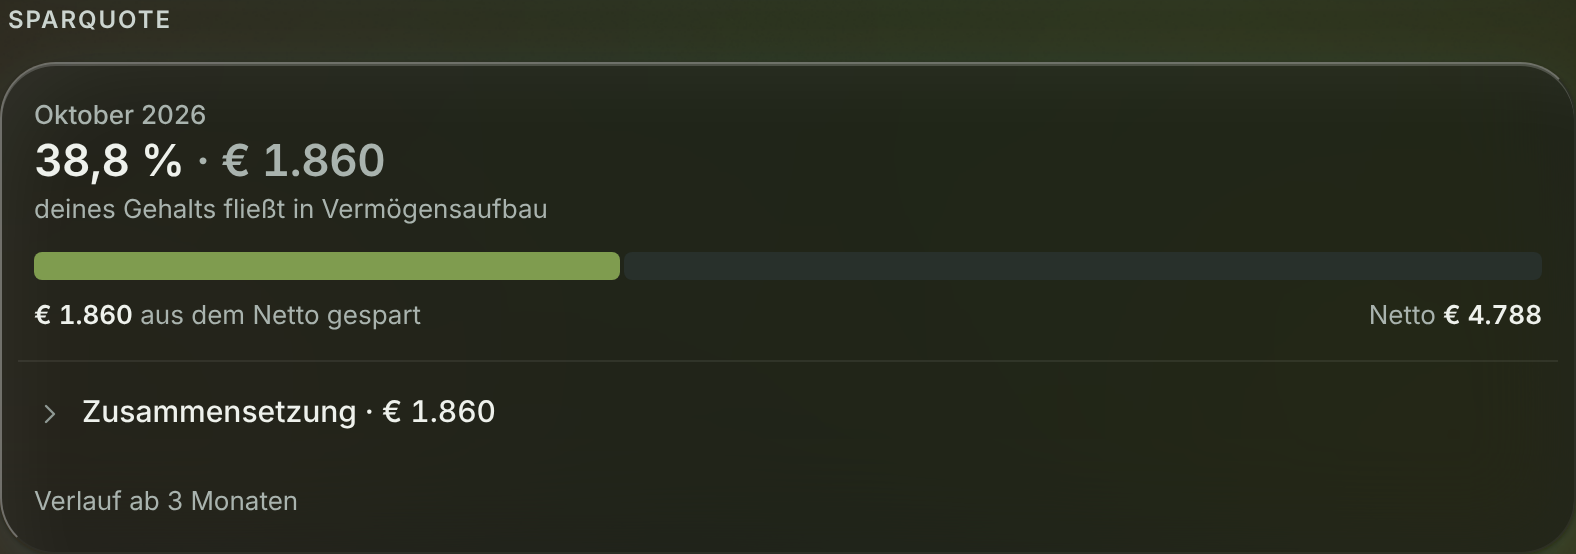 SPARQUOTE
Oktober 2026
38,8 % · € 1.860
deines Gehalts fließt in Vermögensaufbau
€ 1.860 aus dem Netto gespart
Netto € 4.788
Zusammensetzung · € 1.860
Verlauf ab 3 Monaten